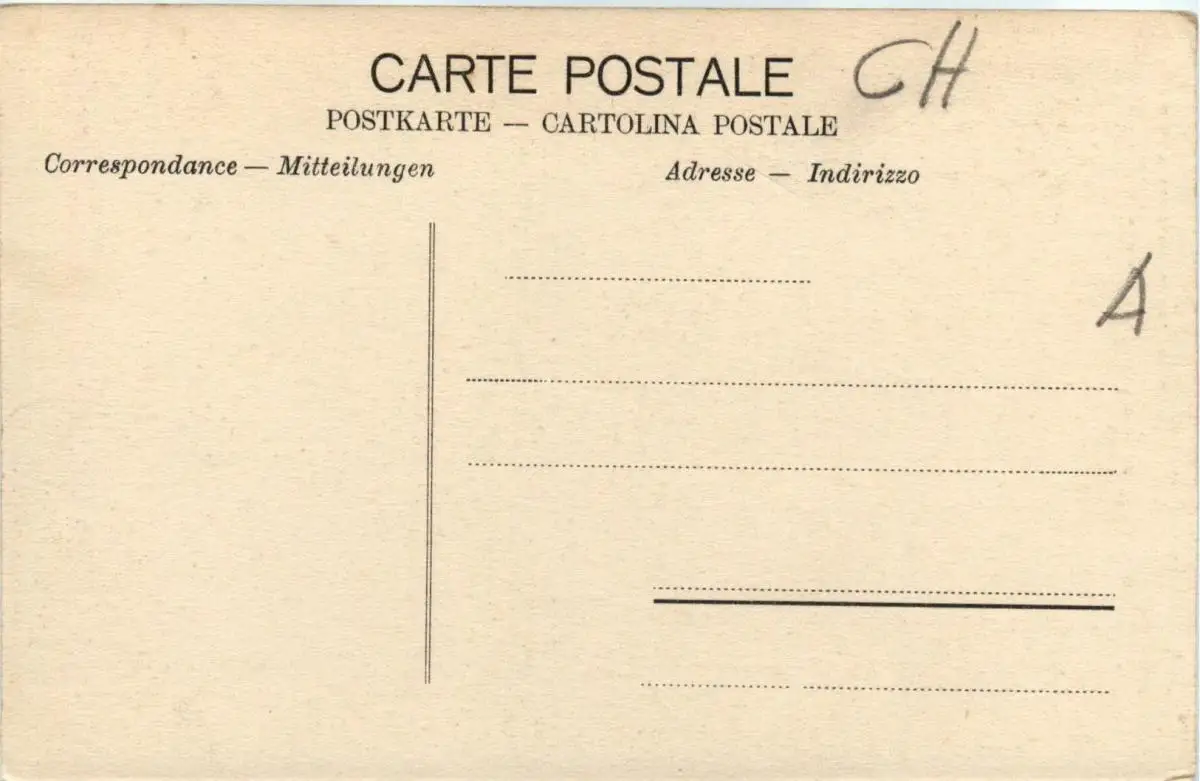 CARTE POSTALE CH
POSTKARTE — CARTOLINA POSTALE
Correspondance — Mitteilungen
Adresse — Indirizzo
A